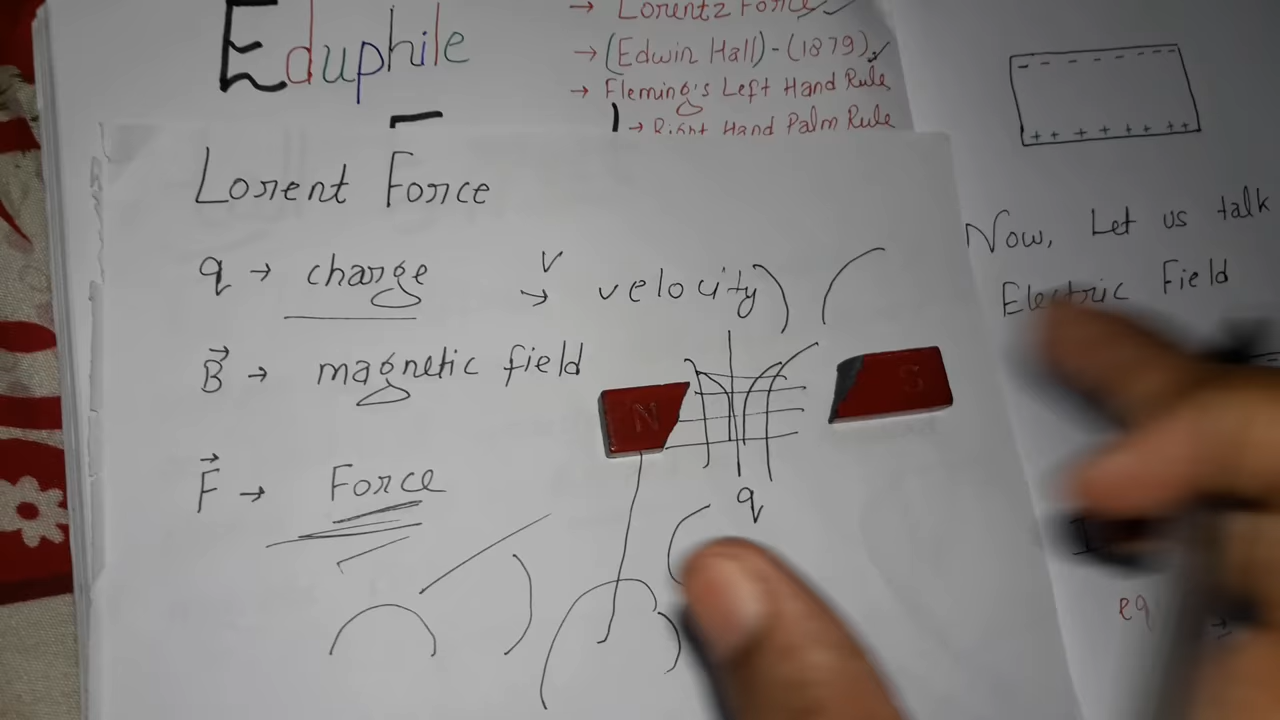 Eduphile
→ Lorentz Force
→ (Edwin Hall) - (1879)
→ Fleming's Left Hand Rule
→ Right Hand Palm Rule
- - - - - - - -
+ + + + + + + +
Lorent Force
q → charge
v → velocity
B → magnetic field
F → Force
N
S
q
Now, Let us talk
Electric Field
eq →